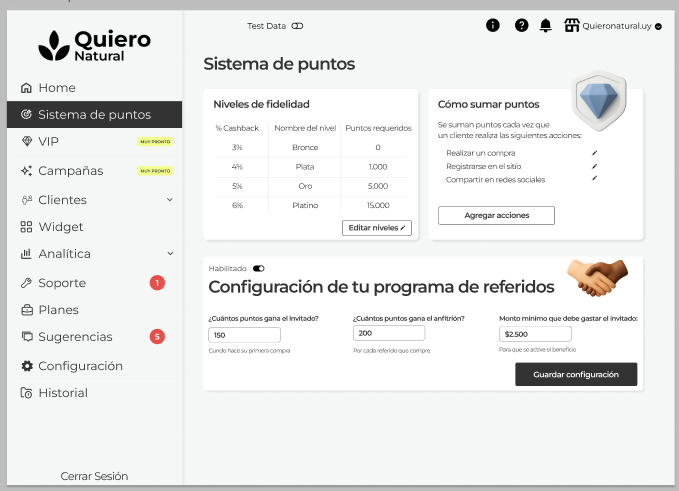 Quiero
Natural
Home
Sistema de puntos
VIP
MUY PRONTO
Campañas
MUY PRONTO
Clientes
Widget
Analítica
Soporte
1
Planes
Sugerencias
5
Configuración
Historial
Cerrar Sesión
Test Data
Quieronatural.uy
Sistema de puntos
Niveles de fidelidad
% Cashback Nombre del nivel Puntos requeridos
3% Bronce 0
4% Plata 1.000
5% Oro 5.000
6% Platino 15.000
Editar niveles
Cómo sumar puntos
Se suman puntos cada vez que
un cliente realiza las siguientes acciones:
Realizar un compra
Registrarse en el sitio
Compartir en redes sociales
Agregar acciones
Habilitado
Configuración de tu programa de referidos
¿Cuántos puntos gana el invitado?
150
Cundo hace su primera compra
¿Cuántos puntos gana el anfitrión?
200
Por cada referido que compre
Monto mínimo que debe gastar el invitado:
$2.500
Para que se active el beneficio
Guardar configuración